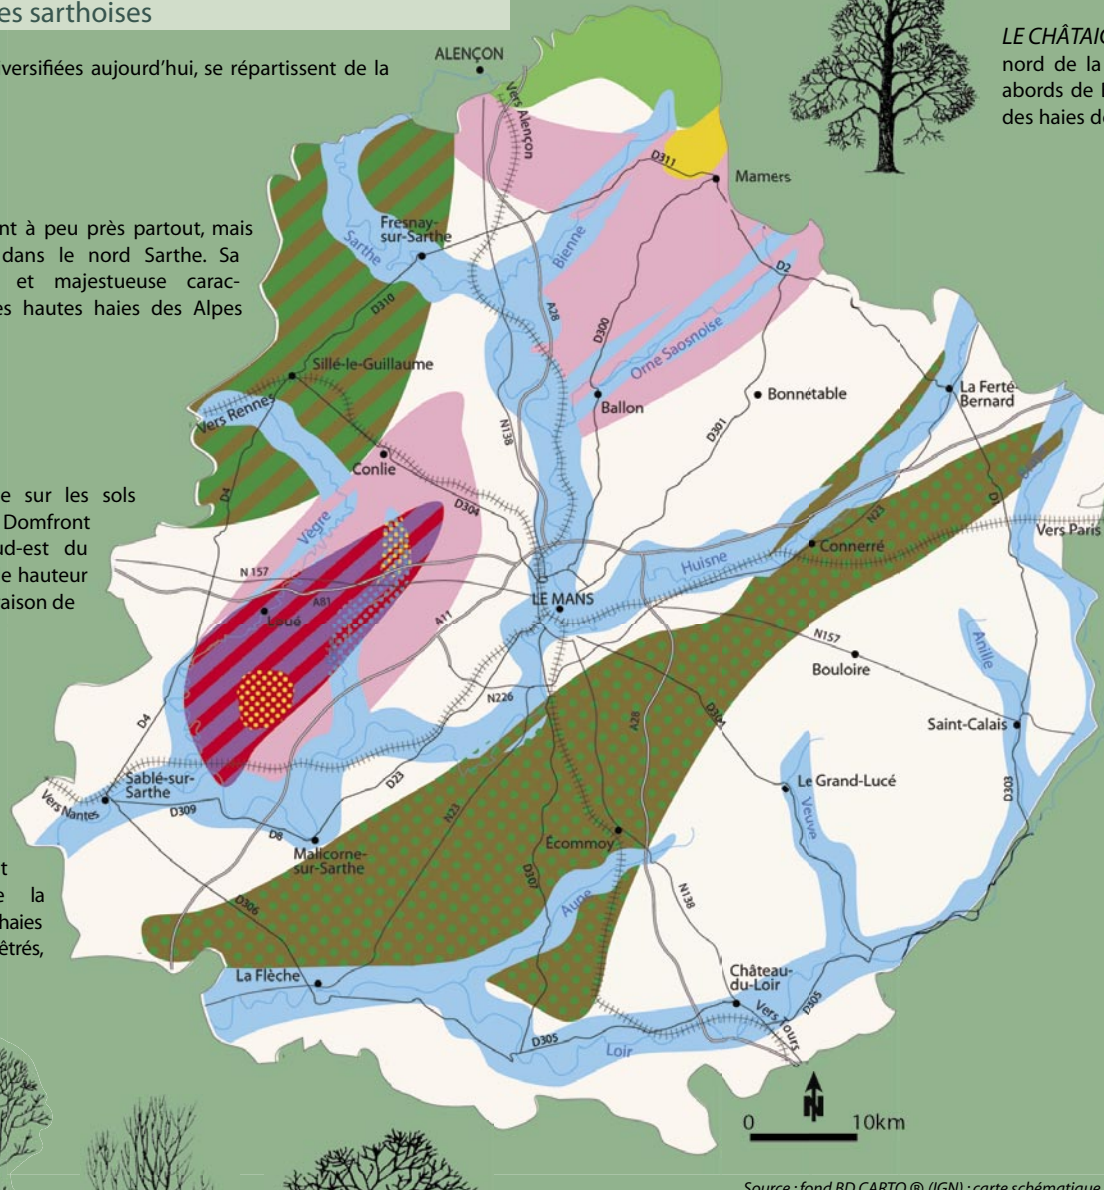 es sarthoises
iversifiées aujourd’hui, se répartissent de la
LE CHÂTAIG
nord de la
abords de
des haies de
nt à peu près partout, mais
dans le nord Sarthe. Sa
et majestueuse carac-
es hautes haies des Alpes
e sur les sols
Domfront
ud-est du
e hauteur
raison de
t
e la
haies
êtrés,
ALENÇON
Vers Alençon
D311
Mamers
Fresnay-
sur-Sarthe
Sarthe
Bienne
D2
D310
A28
D300
Orne Saosnoise
Sillé-le-Guillaume
Vers Rennes
Ballon
Bonnétable
La Ferté-
Bernard
N138
D301
Conlie
D4
D304
Vègre
N23
D1
Connerré
Vers Paris
Huisne
N 157
A81
LE MANS
Loué
A11
N157
Bouloire
Anille
N226
D4
A28
D304
Saint-Calais
Sablé-sur-
Sarthe
Vers Nantes
D309
D23
Le Grand-Lucé
D303
D8
N23
Veuve
Malicorne-
sur-Sarthe
Écommoy
D307
D306
Aune
N138
La Flèche
Château-
du-Loir
D305
Vers Tours
D305
Loir
N
0 10km
Source : fond BD CARTO ® (IGN) ; carte schématique